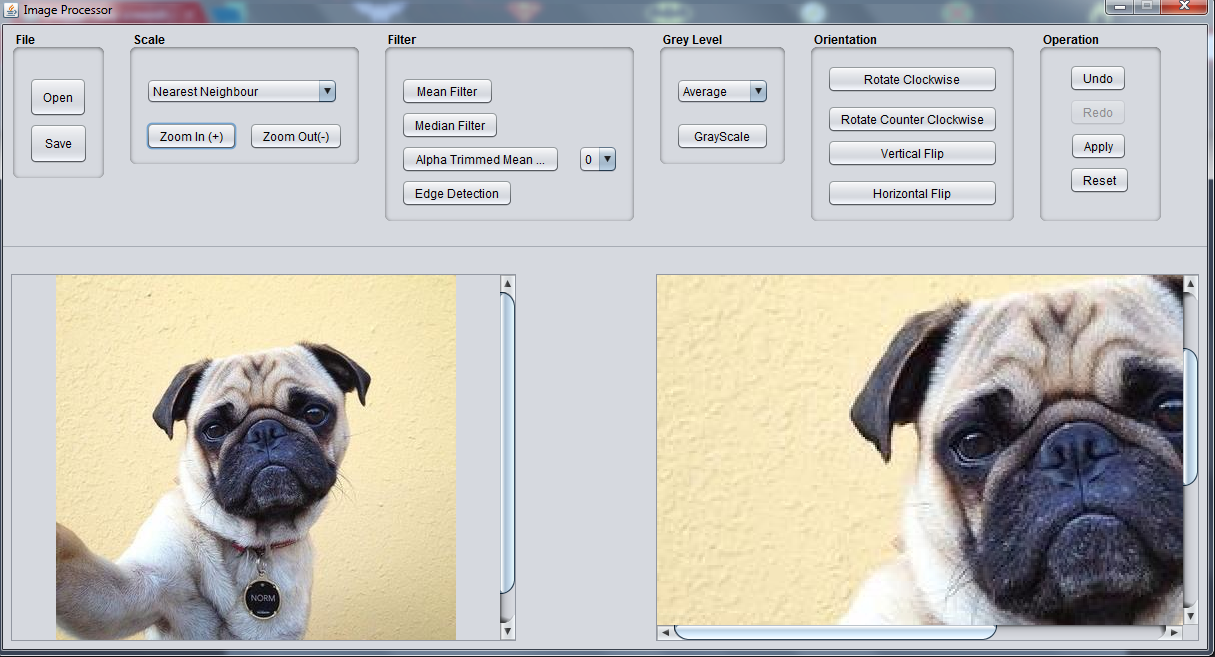 Image Processor
File
Scale
Filter
Grey Level
Orientation
Operation
Open
Save
Nearest Neighbour
Zoom In (+)
Zoom Out(-)
Mean Filter
Median Filter
Alpha Trimmed Mean ...
0
Edge Detection
Average
GrayScale
Rotate Clockwise
Rotate Counter Clockwise
Vertical Flip
Horizontal Flip
Undo
Redo
Apply
Reset
NORM